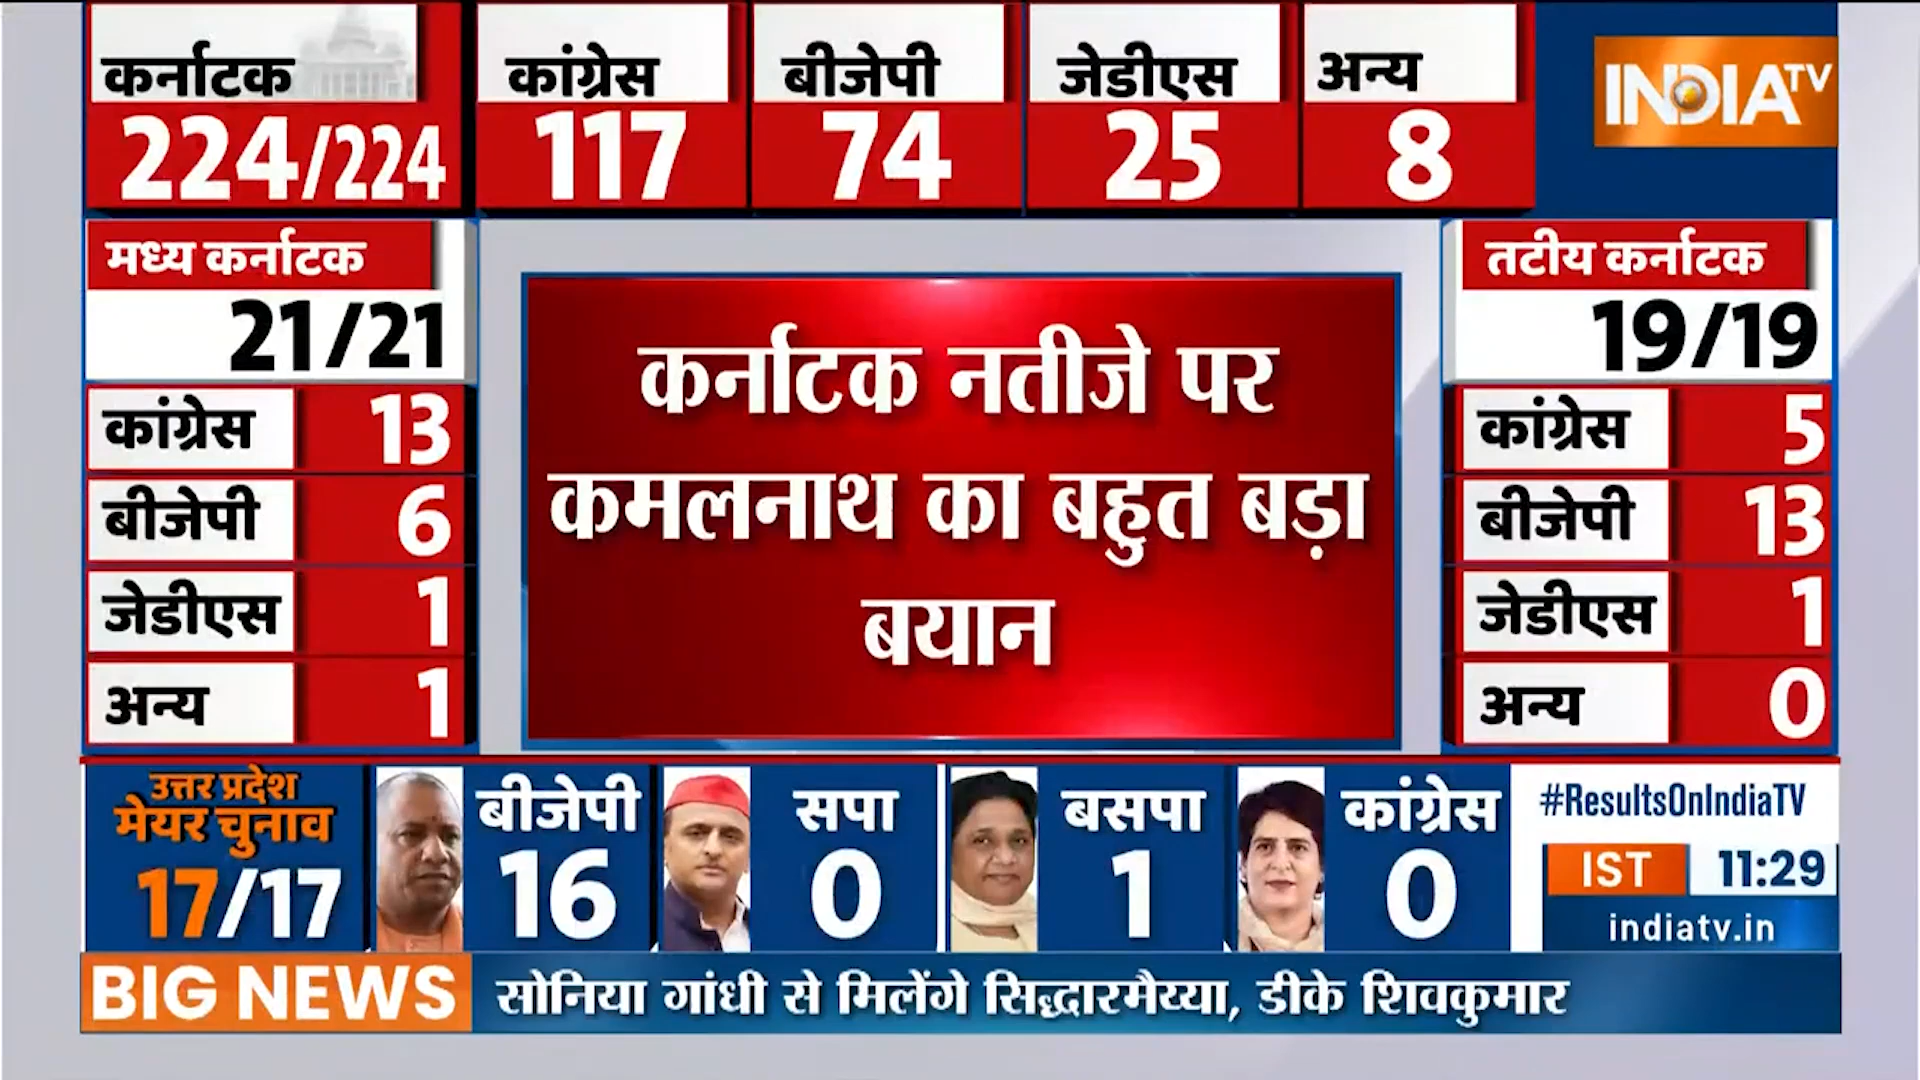 कर्नाटक
224/224
कांग्रेस
117
बीजेपी
74
जेडीएस
25
अन्य
8
INDIA TV
मध्य कर्नाटक
21/21
कांग्रेस 13
बीजेपी 6
जेडीएस 1
अन्य 1
कर्नाटक नतीजे पर
कमलनाथ का बहुत बड़ा
बयान
तटीय कर्नाटक
19/19
कांग्रेस 5
बीजेपी 13
जेडीएस 1
अन्य 0
उत्तर प्रदेश
मेयर चुनाव
17/17
बीजेपी
16
सपा
0
बसपा
1
कांग्रेस
0
#ResultsOnIndiaTV
IST 11:29
indiatv.in
BIG NEWS सोनिया गांधी से मिलेंगे सिद्धारमैय्या, डीके शिवकुमार